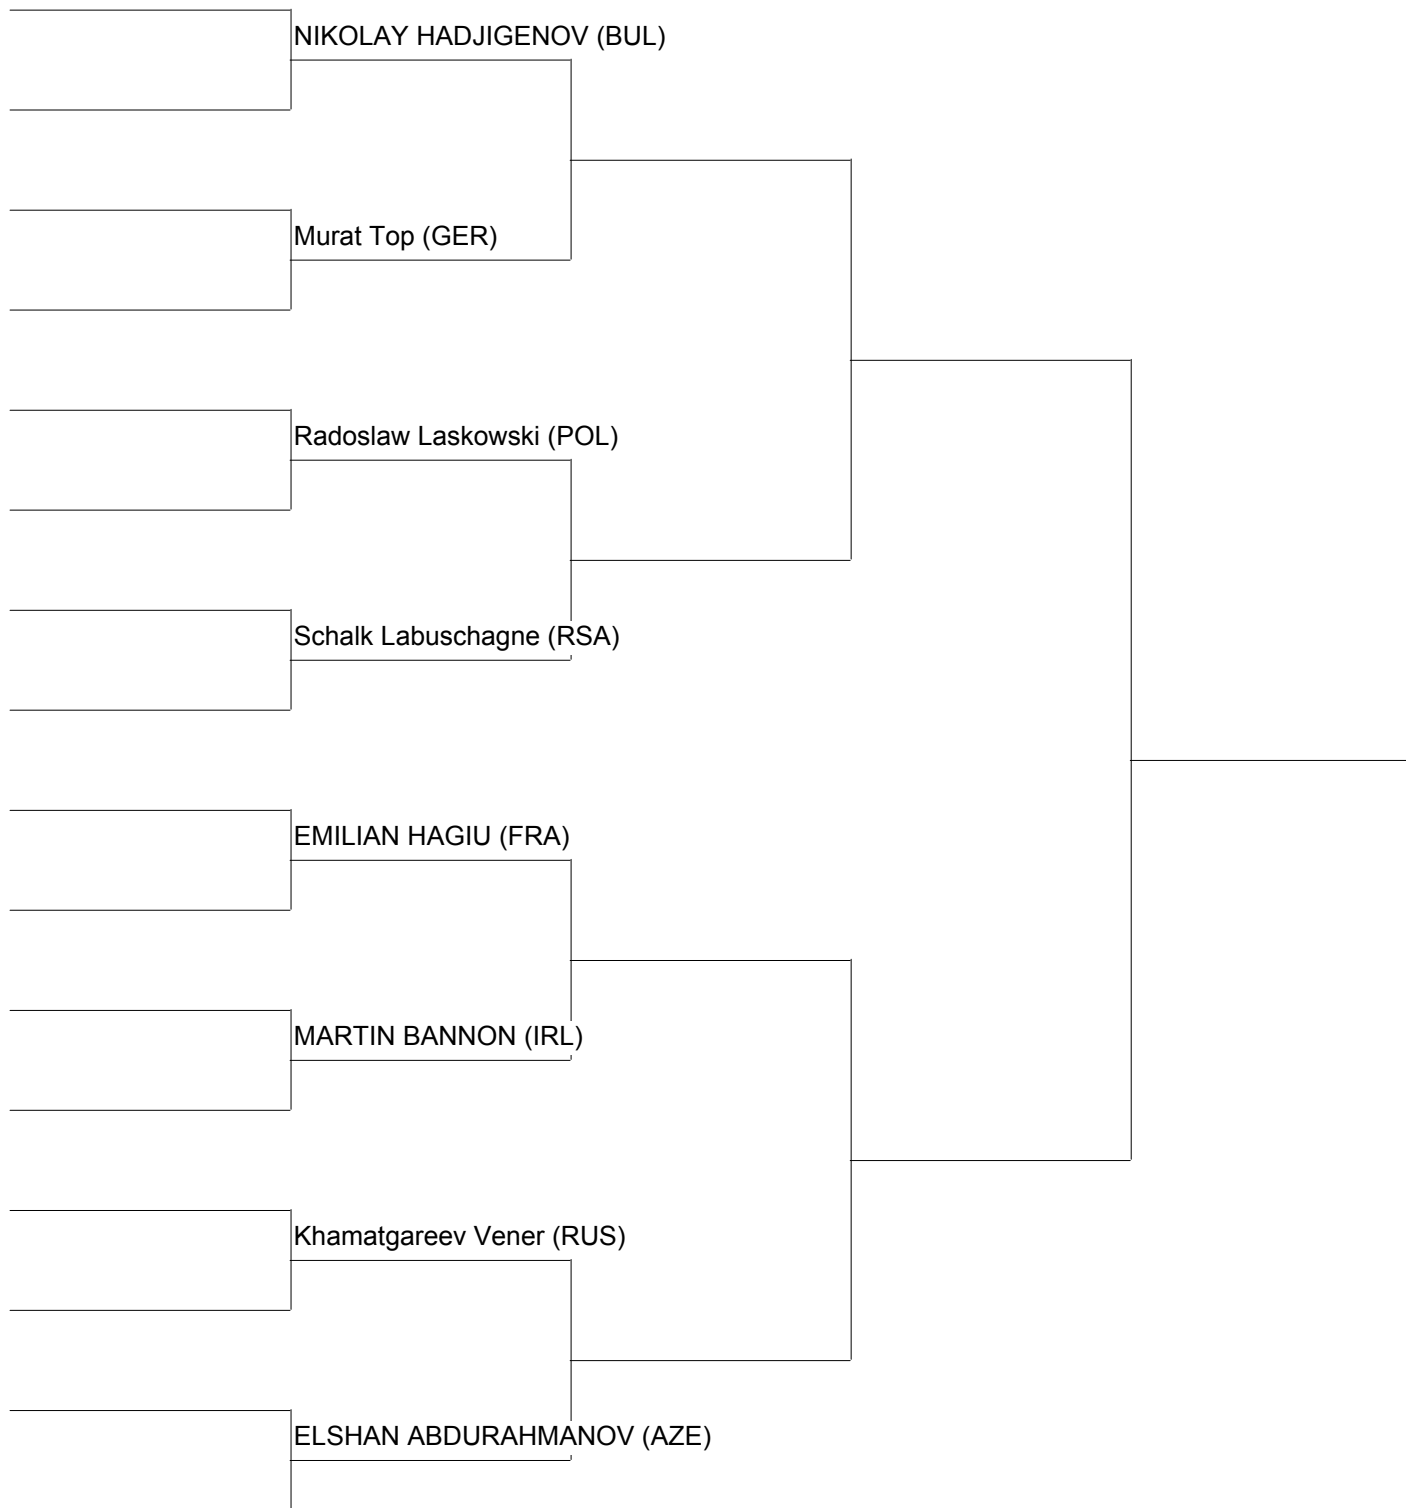 NIKOLAY HADJIGENOV (BUL)
Murat Top (GER)
Radoslaw Laskowski (POL)
Schalk Labuschagne (RSA)
EMILIAN HAGIU (FRA)
MARTIN BANNON (IRL)
Khamatgareev Vener (RUS)
ELSHAN ABDURAHMANOV (AZE)